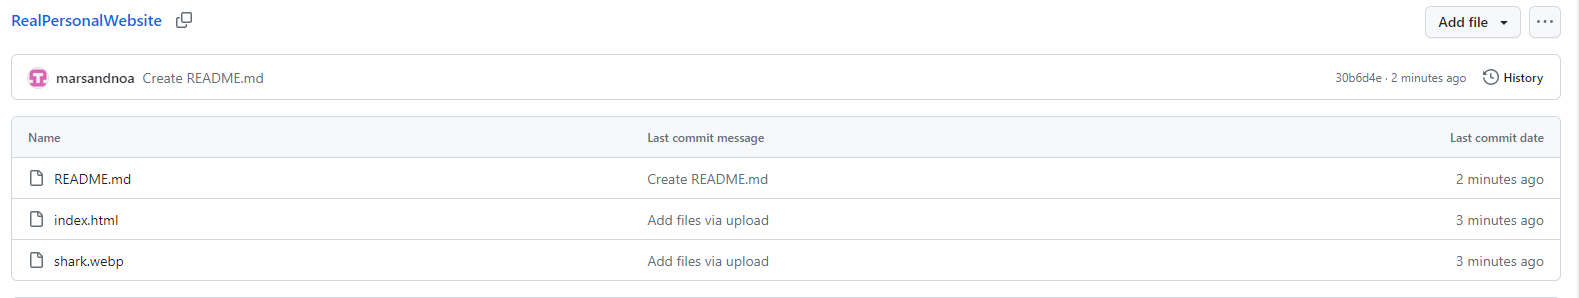 RealPersonalWebsite
Add file
marsandnoa Create README.md 30b6d4e · 2 minutes ago History
Name Last commit message Last commit date
README.md Create README.md 2 minutes ago
index.html Add files via upload 3 minutes ago
shark.webp Add files via upload 3 minutes ago